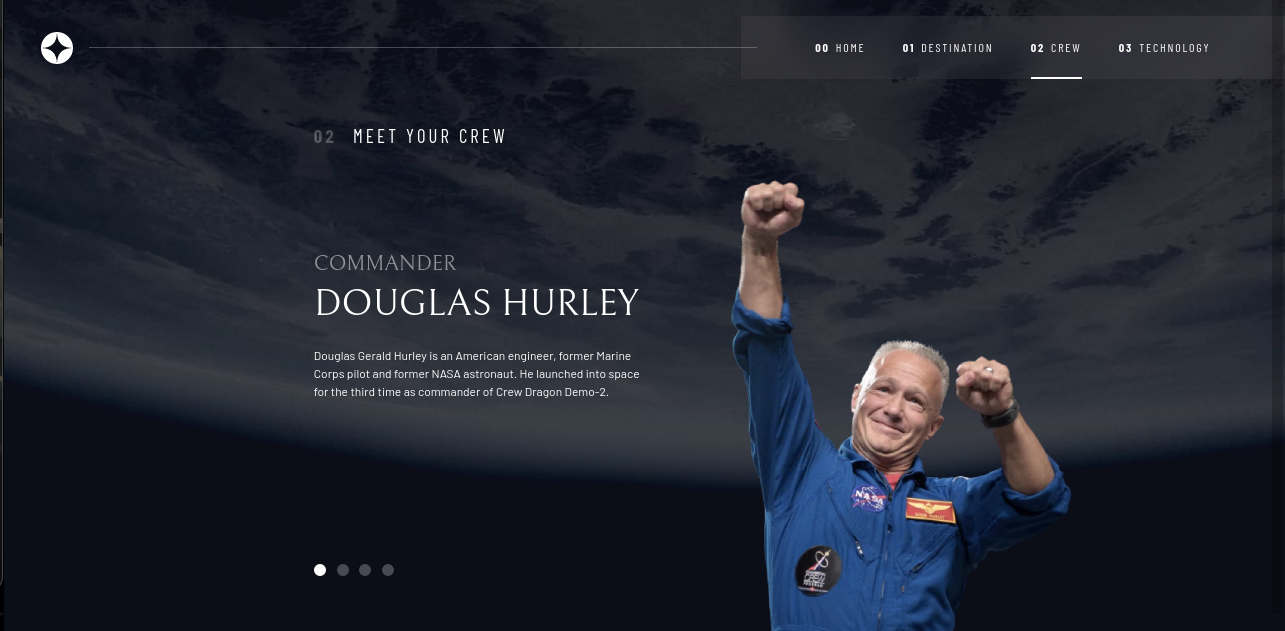 00 HOME 01 DESTINATION 02 CREW 03 TECHNOLOGY
02 MEET YOUR CREW
COMMANDER
DOUGLAS HURLEY
Douglas Gerald Hurley is an American engineer, former Marine
Corps pilot and former NASA astronaut. He launched into space
for the third time as commander of Crew Dragon Demo-2.
NASA